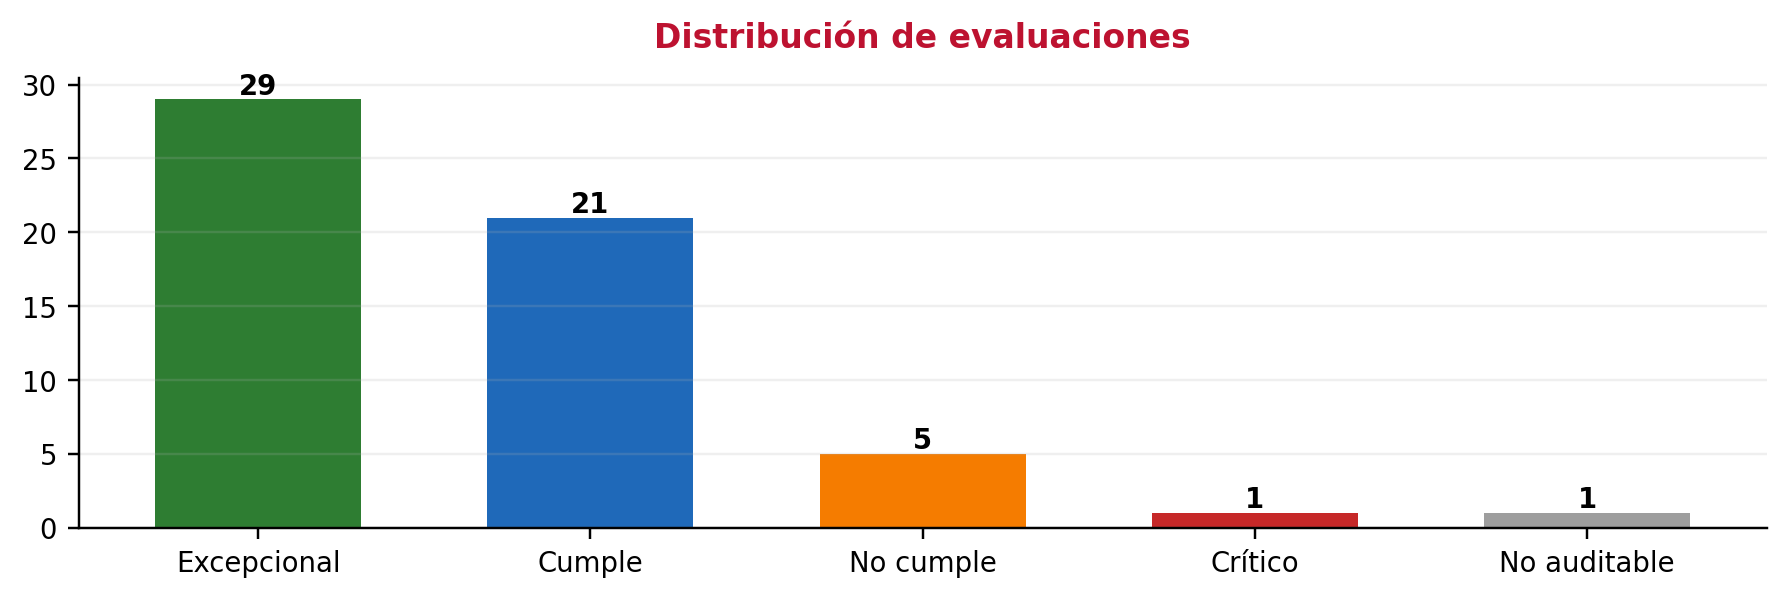 Distribución de evaluaciones
30
25
20
15
10
5
0
29
21
5
1
1
Excepcional
Cumple
No cumple
Crítico
No auditable